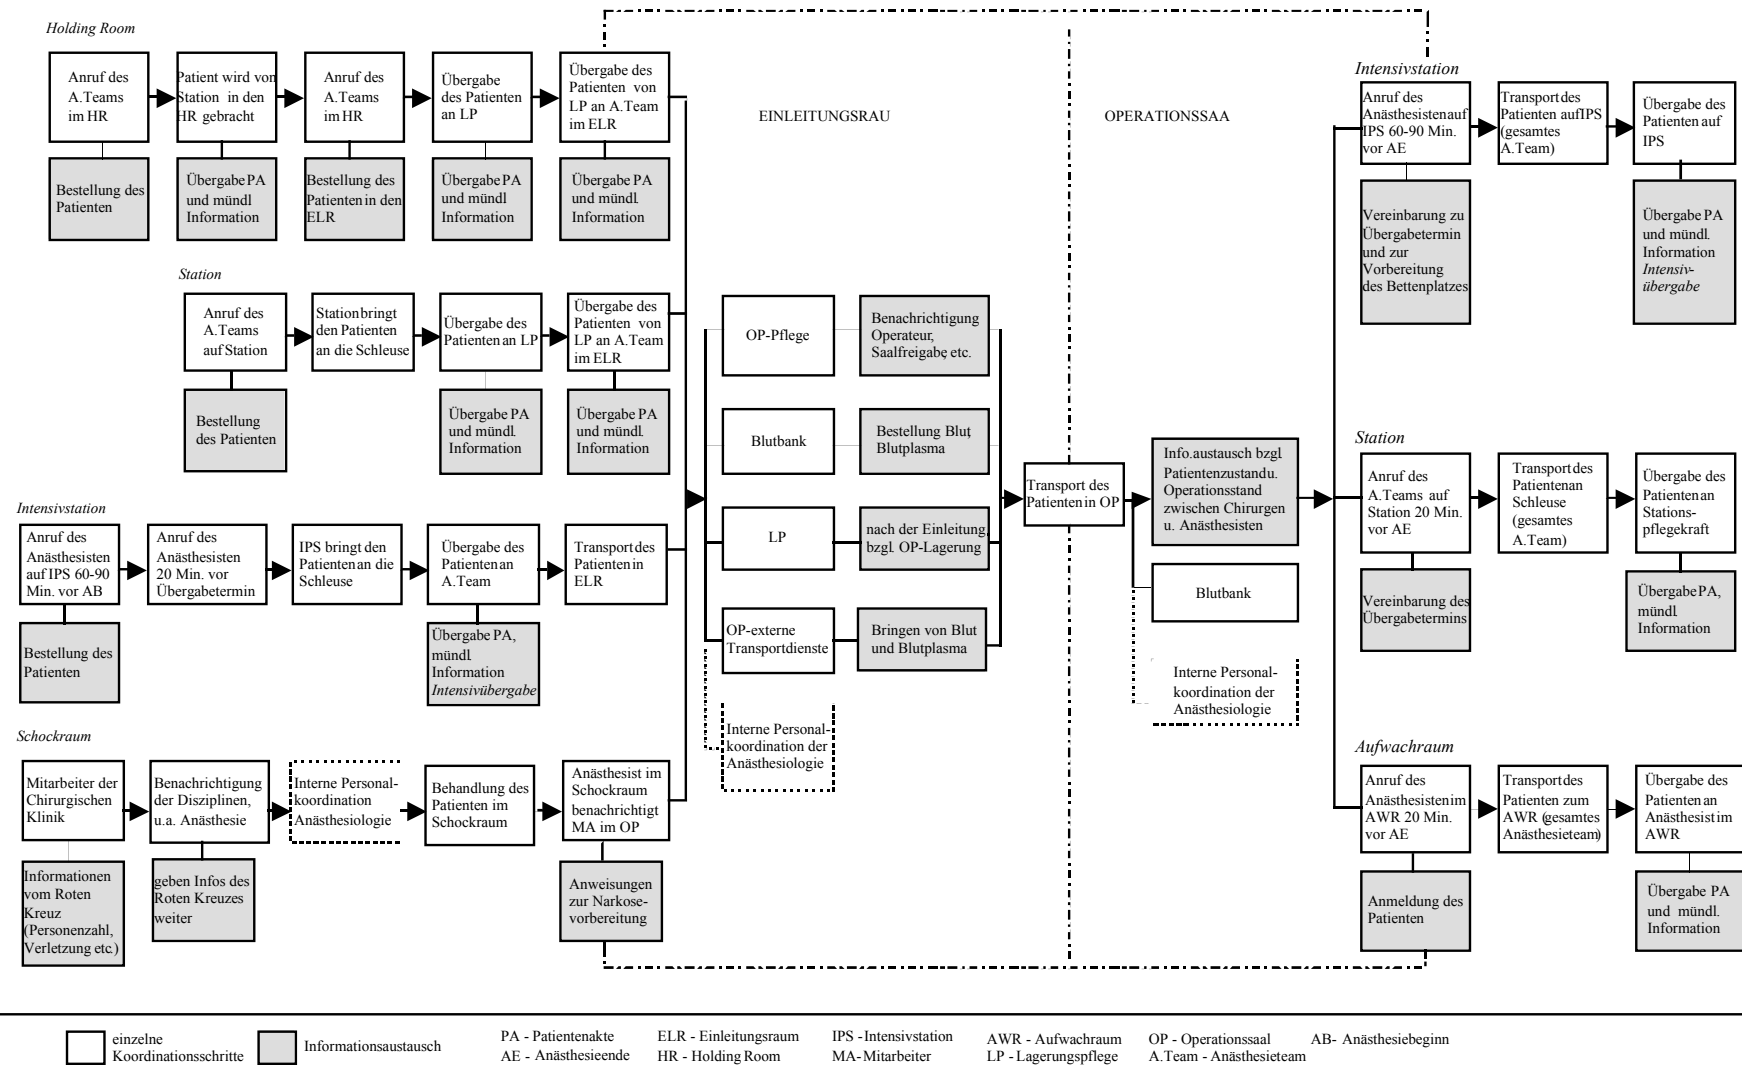 Holding Room
Anruf des
A.Teams
im HR
Patient wird von
Station in den
HR gebracht
Anruf des
A.Teams
im HR
Übergabe
des Patienten
an LP
Übergabe des
Patienten von
LP an A.Team
im ELR
Bestellung des
Patienten
Übergabe PA
und mündl
Information
Bestellung des
Patienten in den
ELR
Übergabe PA
und mündl
Information
Übergabe PA
und mündl.
Information
Station
Anruf des
A.Teams
auf Station
Station bringt
den Patienten
an die Schleuse
Übergabe des
Patienten an LP
Übergabe des
Patienten von
LP an A.Team
im ELR
Bestellung
des Patienten
Übergabe PA
und mündl.
Information
Übergabe PA
und mündl.
Information
Intensivstation
Anruf des
Anästhesisten
auf IPS 60-90
Min. vor AB
Anruf des
Anästhesisten
20 Min. vor
Übergabetermin
IPS bringt den
Patienten an die
Schleuse
Übergabe des
Patienten an
A.Team
Transport des
Patienten in
ELR
Bestellung des
Patienten
Übergabe PA,
mündl.
Information
Intensivübergabe
Schockraum
Mitarbeiter der
Chirurgischen
Klinik
Benachrichtigung
der Disziplinen,
u.a. Anästhesie
Interne Personal-
koordination
Anästhesiologie
Behandlung des
Patienten im
Schockraum
Anästhesist im
Schockraum
benachrichtigt
MA im OP
Informationen
vom Roten
Kreuz
(Personenzahl,
Verletzung etc.)
geben Infos des
Roten Kreuzes
weiter
Anweisungen
zur Narkose-
vorbereitung
EINLEITUNGSRAU
OP-Pflege
Benachrichtigung
Operateur,
Saalfreigabe, etc.
Blutbank
Bestellung Blut,
Blutplasma
LP
nach der Einleitung,
bzgl. OP-Lagerung
OP-externe
Transportdienste
Bringen von Blut
und Blutplasma
Interne Personal-
koordination der
Anästhesiologie
OPERATIONSSAA
Transport des
Patienten in OP
Info.austausch bzgl.
Patientenzustand u.
Operationsstand
zwischen Chirurgen
u. Anästhesisten
Blutbank
Interne Personal-
koordination der
Anästhesiologie
Intensivstation
Anruf des
Anästhesisten auf
IPS 60-90 Min.
vor AE
Transport des
Patienten auf IPS
(gesamtes
A.Team)
Übergabe des
Patienten auf
IPS
Vereinbarung zu
Übergabetermin
und zur
Vorbereitung
des Bettenplatzes
Übergabe PA
und mündl.
Information
Intensiv-
übergabe
Station
Anruf des
A.Teams auf
Station 20 Min.
vor AE
Transport des
Patienten an
Schleuse
(gesamtes
A.Team)
Übergabe des
Patienten an
Stations-
pflegekraft
Vereinbarung des
Übergabetermins
Übergabe PA,
mündl.
Information
Aufwachraum
Anruf des
Anästhesisten im
AWR 20 Min.
vor AE
Transport des
Patienten zum
AWR (gesamtes
Anästhesieteam)
Übergabe des
Patienten an
Anästhesist im
AWR
Anmeldung des
Patienten
Übergabe PA
und mündl.
Information
einzelne
Koordinationsschritte
Informationsaustausch
PA - Patientenakte
AE - Anästhesieende
ELR - Einleitungsraum
HR - Holding Room
IPS - Intensivstation
MA- Mitarbeiter
AWR - Aufwachraum
LP - Lagerungspflege
OP - Operationssaal
A.Team - Anästhesieteam
AB- Anästhesiebeginn